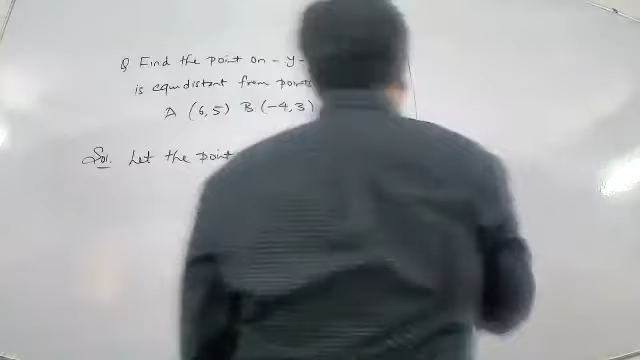 Q Find the point on - y -
is equidistant from points
A (6,5) B (-4,3)
Sol. Let the point